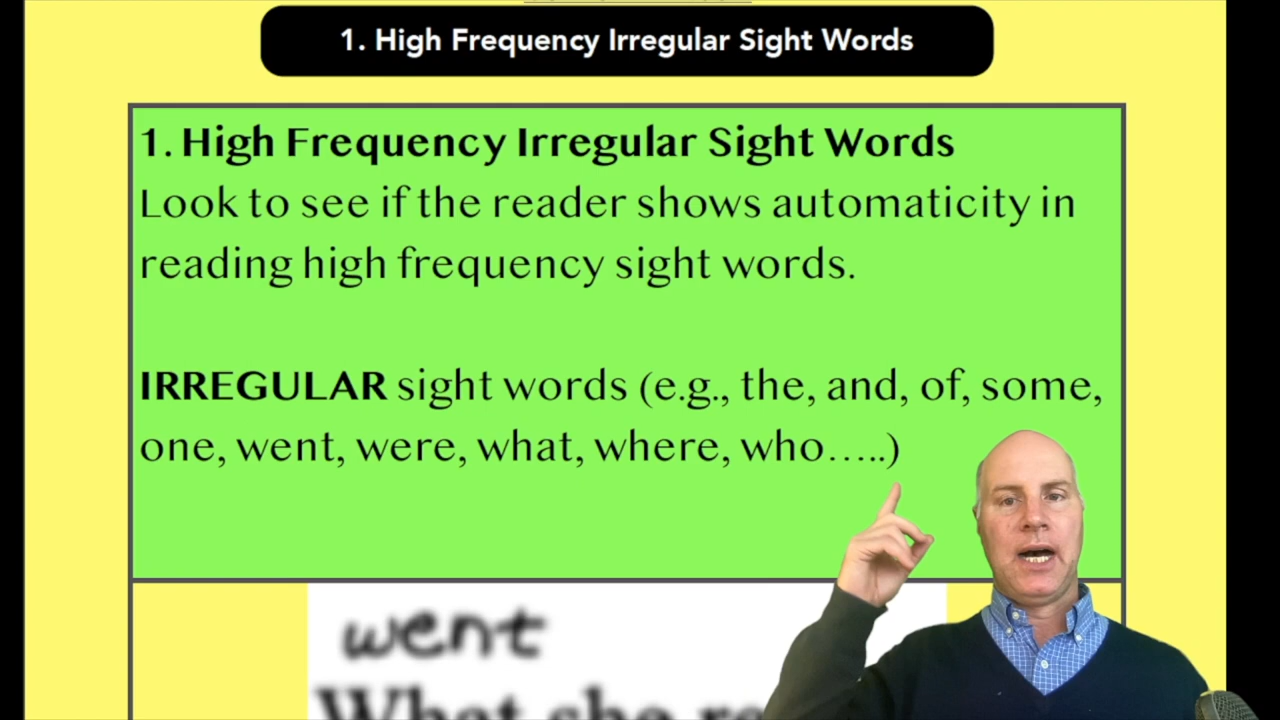 1. High Frequency Irregular Sight Words
1. High Frequency Irregular Sight Words
Look to see if the reader shows automaticity in
reading high frequency sight words.
IRREGULAR sight words (e.g., the, and, of, some,
one, went, were, what, where, who…..)
went
What she